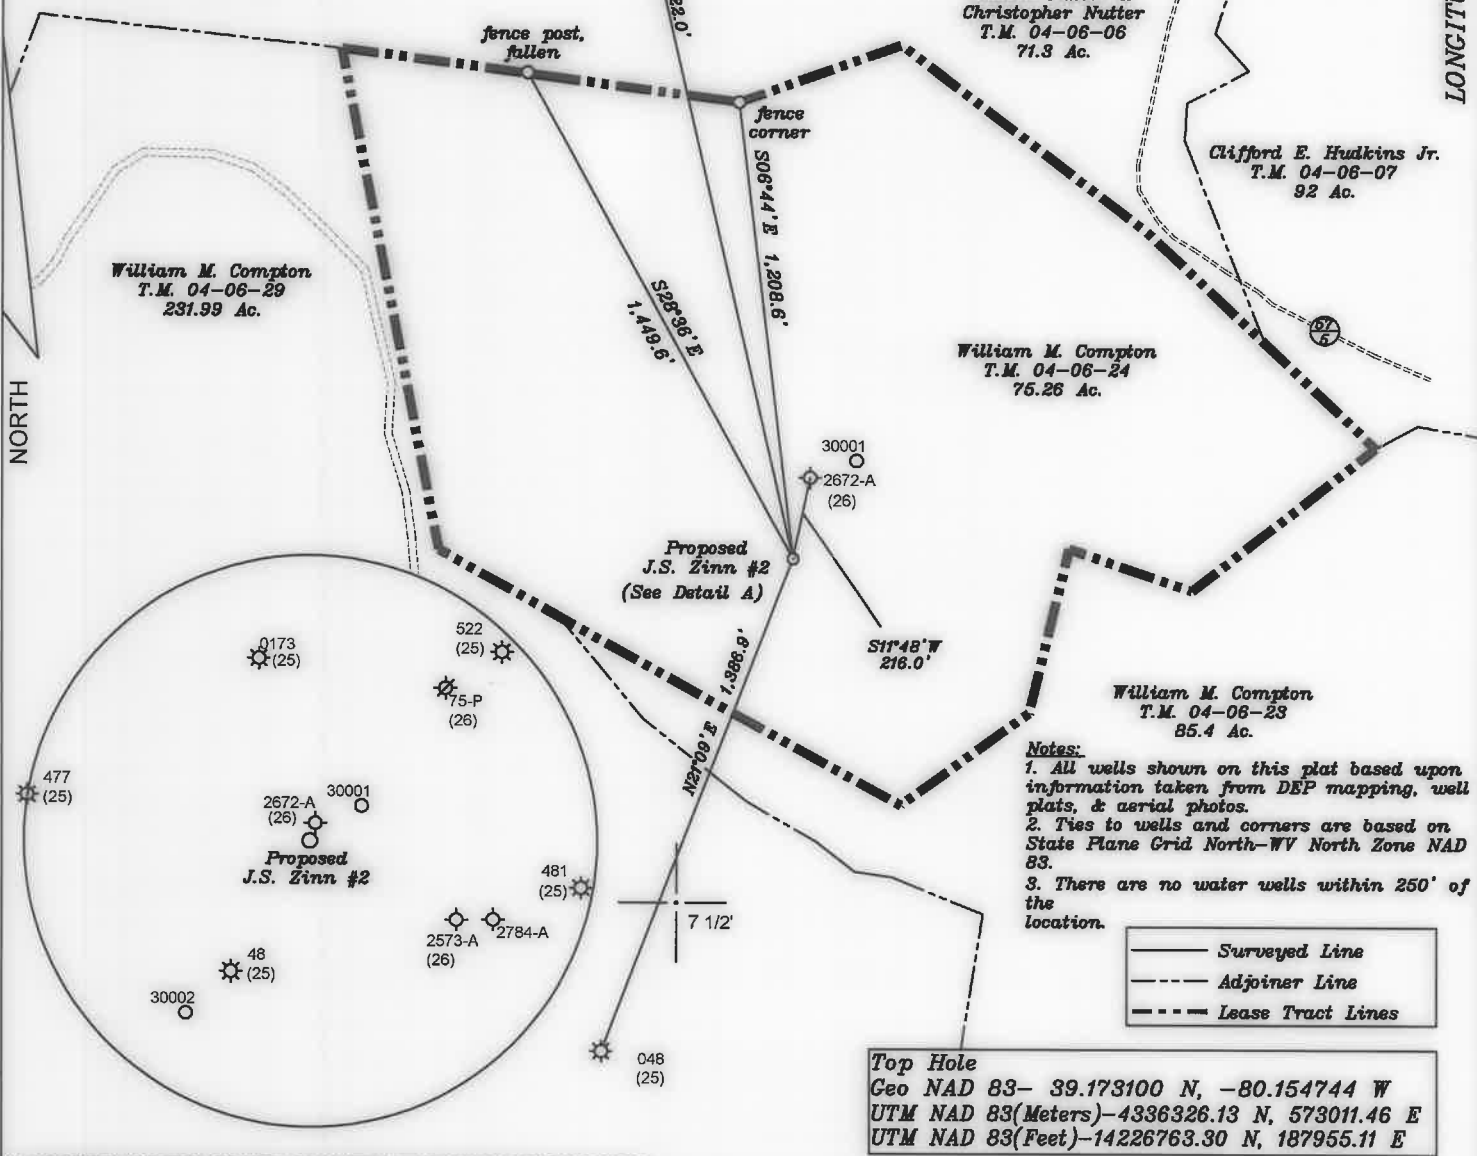 22.0'
Christopher Nutter
T.M. 04-06-06
71.3 Ac.
LONGITU
fence post,
fallen
fence
corner
Clifford E. Hudkins Jr.
T.M. 04-06-07
92 Ac.
S06°44'E 1,208.6'
William M. Compton
T.M. 04-06-29
231.99 Ac.
S28°36'E
1,449.6'
57
5
William M. Compton
T.M. 04-06-24
75.26 Ac.
NORTH
30001
2672-A
(26)
Proposed
J.S. Zinn #2
(See Detail A)
S11°48'W
216.0'
N21°09'E 1,386.9'
William M. Compton
T.M. 04-06-23
85.4 Ac.
0173
(25)
522
(25)
75-P
(26)
477
(25)
2672-A
(26)
30001
Proposed
J.S. Zinn #2
481
(25)
2573-A
(26)
2784-A
48
(25)
30002
7 1/2'
048
(25)
Notes:
1. All wells shown on this plat based upon
information taken from DEP mapping, well
plats, & aerial photos.
2. Ties to wells and corners are based on
State Plane Grid North-WV North Zone NAD
83.
3. There are no water wells within 250' of
the
location.
Surveyed Line
Adjoiner Line
Lease Tract Lines
Top Hole
Geo NAD 83- 39.173100 N, -80.154744 W
UTM NAD 83(Meters)-4336326.13 N, 573011.46 E
UTM NAD 83(Feet)-14226763.30 N, 187955.11 E